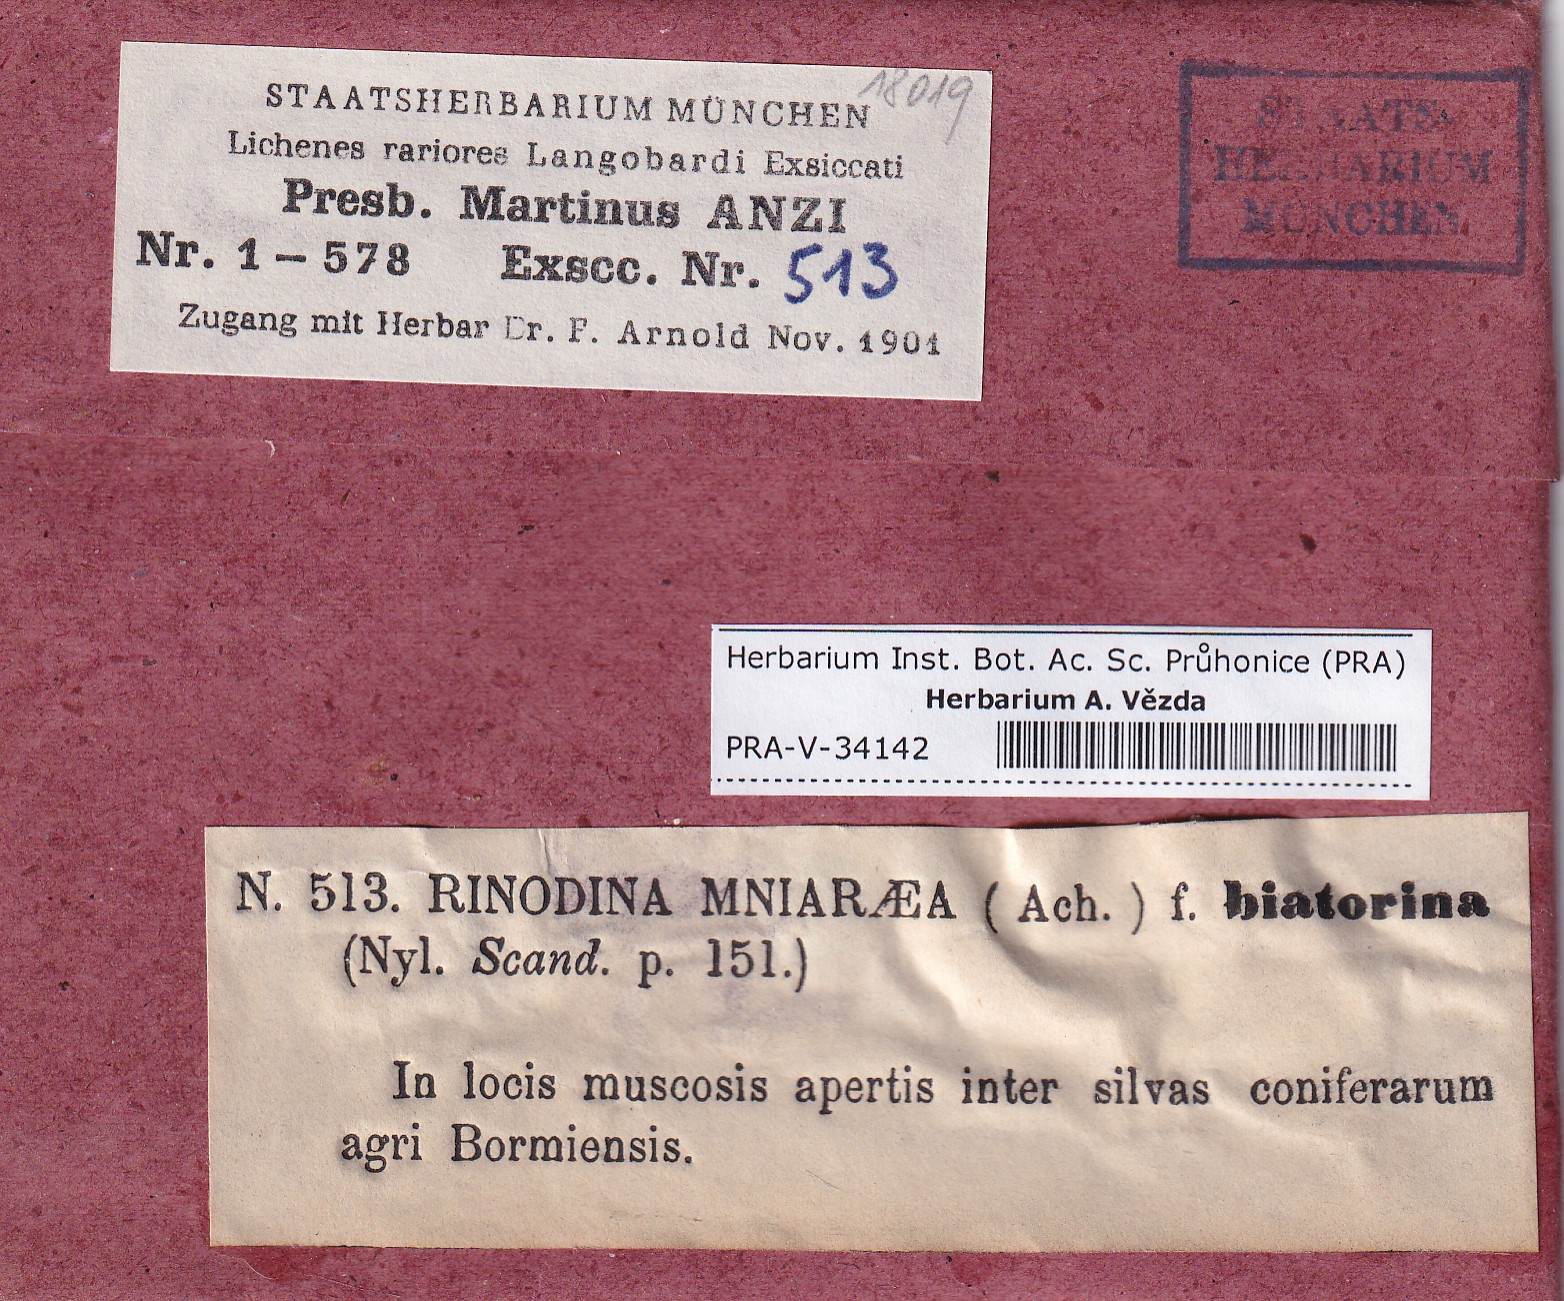 18019
STAATSHERBARIUM MÜNCHEN
Lichenes rariores Langobardi Exsiccati
Presb. Martinus ANZI
Nr. 1 – 578 Exscc. Nr. 513
Zugang mit Herbar Dr. F. Arnold Nov. 1901
STAATS-
HERBARIUM
MÜNCHEN
Herbarium Inst. Bot. Ac. Sc. Průhonice (PRA)
Herbarium A. Vězda
PRA-V-34142
N. 513. RINODINA MNIARÆA (Ach.) f. biatorina
(Nyl. Scand. p. 151.)
In locis muscosis apertis inter silvas coniferarum
agri Bormiensis.